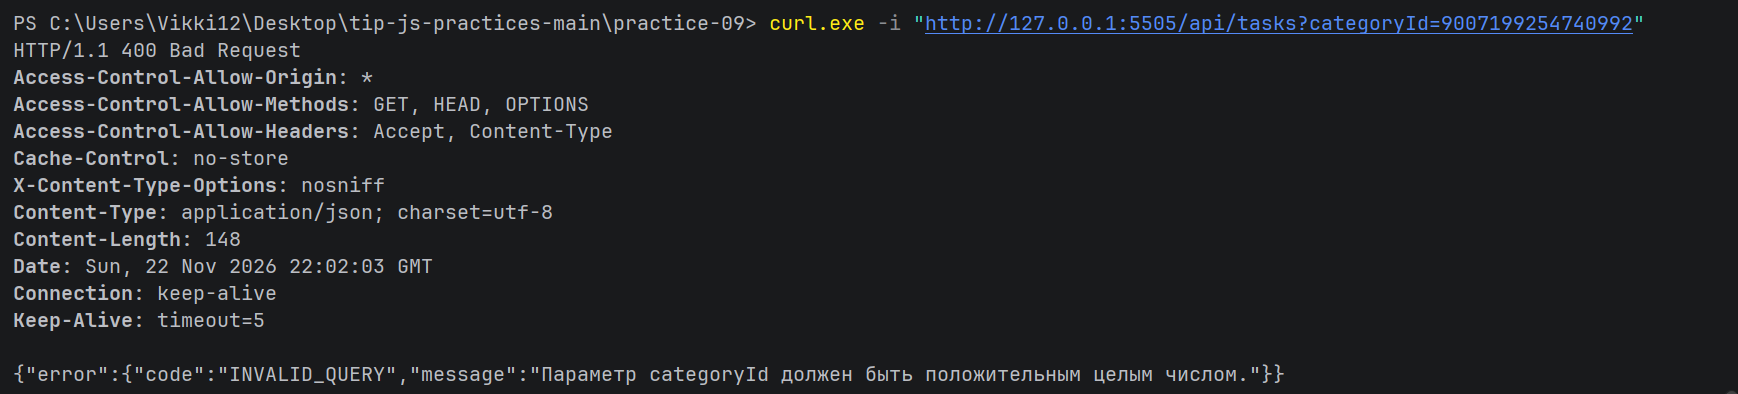 PS C:\Users\Vikki12\Desktop\tip-js-practices-main\practice-09> curl.exe -i "http://127.0.0.1:5505/api/tasks?categoryId=9007199254740992"
HTTP/1.1 400 Bad Request
Access-Control-Allow-Origin: *
Access-Control-Allow-Methods: GET, HEAD, OPTIONS
Access-Control-Allow-Headers: Accept, Content-Type
Cache-Control: no-store
X-Content-Type-Options: nosniff
Content-Type: application/json; charset=utf-8
Content-Length: 148
Date: Sun, 22 Nov 2026 22:02:03 GMT
Connection: keep-alive
Keep-Alive: timeout=5
{"error":{"code":"INVALID_QUERY","message":"Параметр categoryId должен быть положительным целым числом."}}